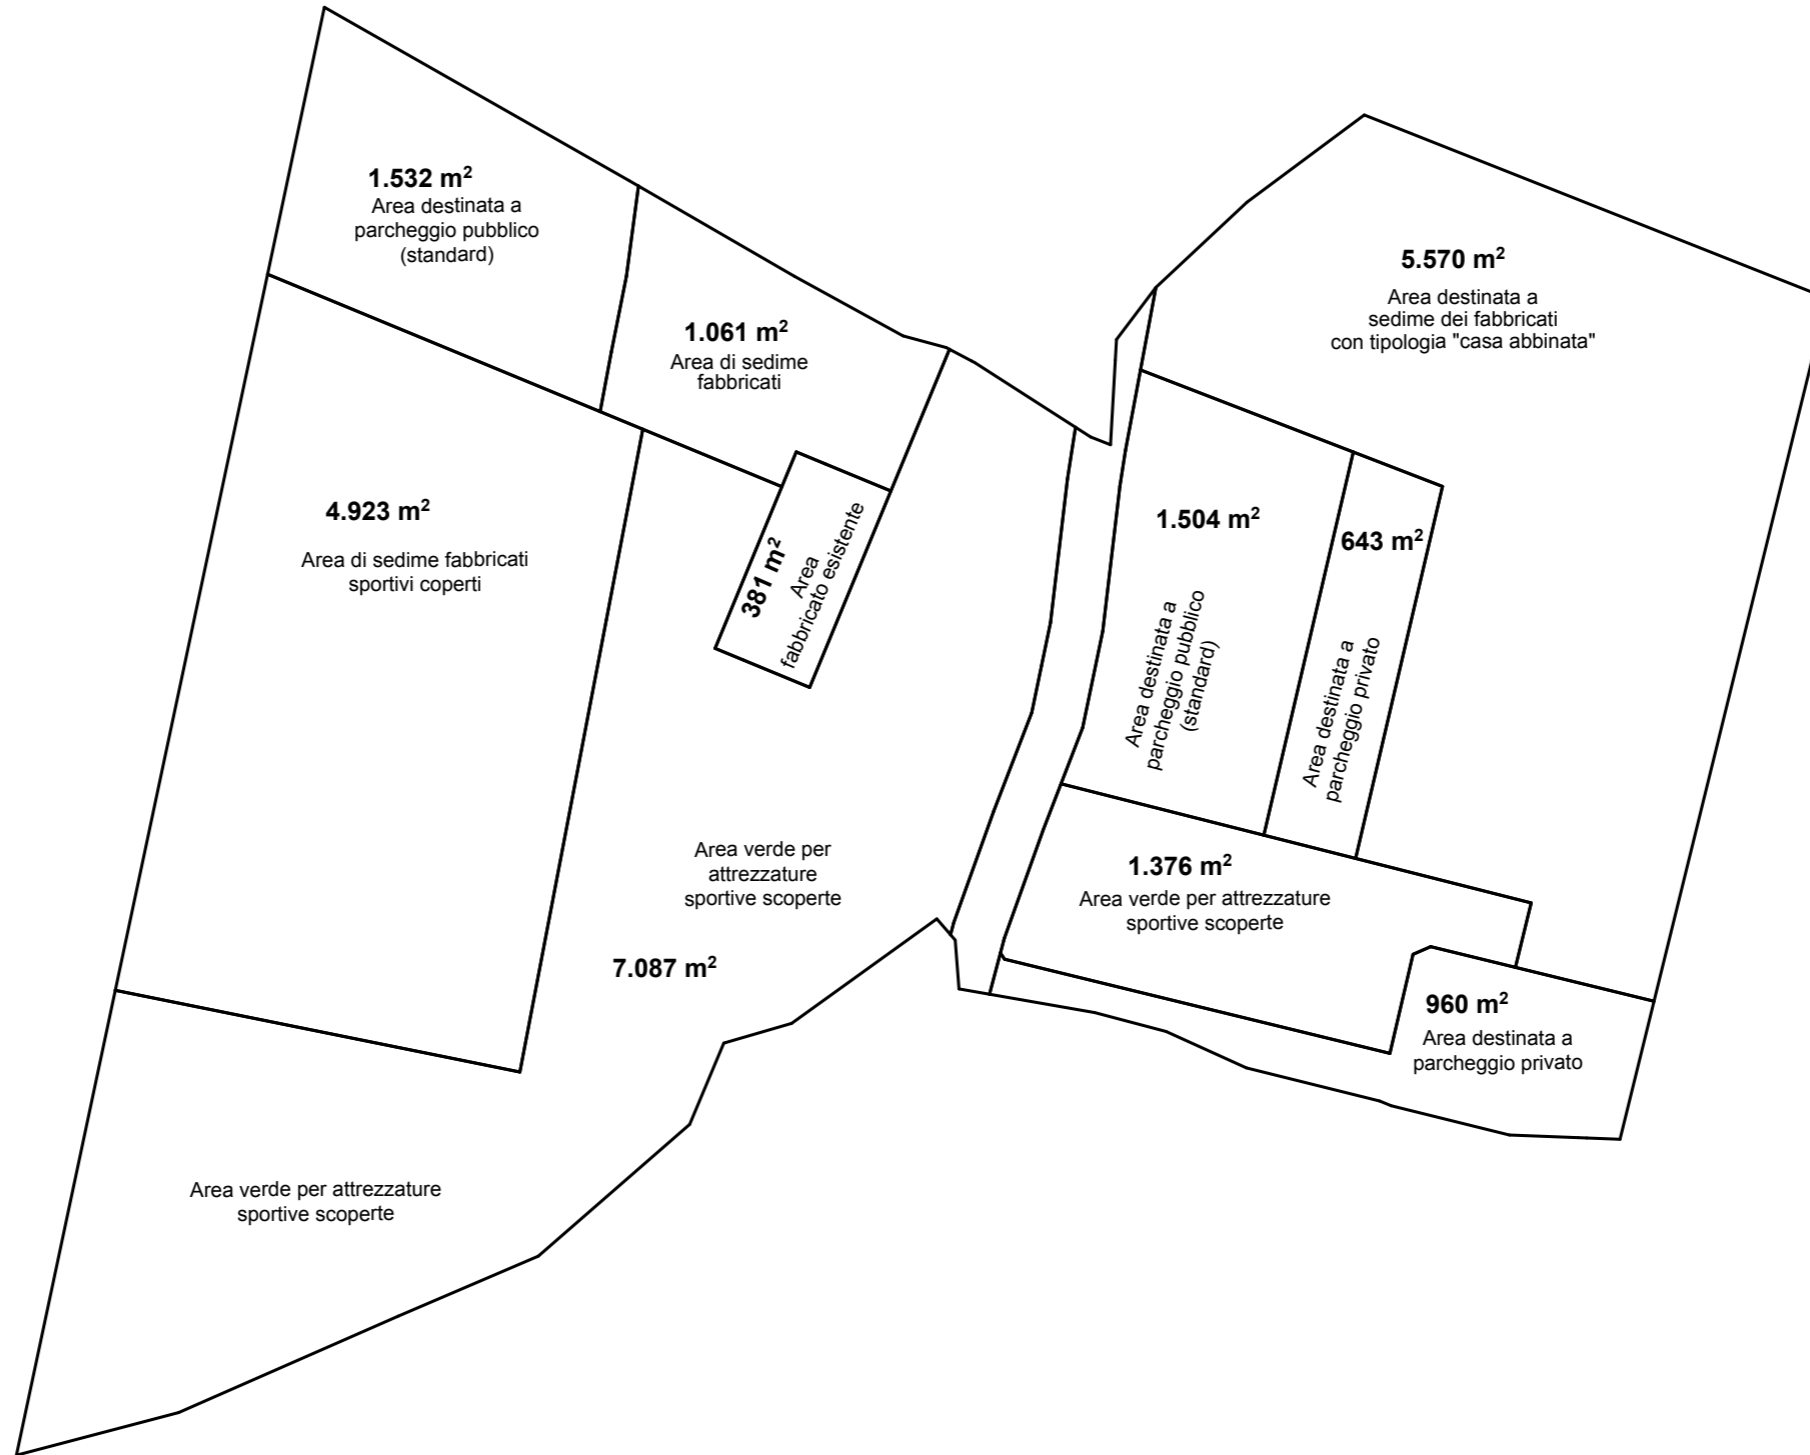 1.532 m²
Area destinata a
parcheggio pubblico
(standard)
1.061 m²
Area di sedime
fabbricati
4.923 m²
Area di sedime fabbricati
sportivi coperti
381 m²
Area
fabbricato esistente
Area verde per
attrezzature
sportive scoperte
7.087 m²
Area verde per attrezzature
sportive scoperte
5.570 m²
Area destinata a
sedime dei fabbricati
con tipologia "casa abbinata"
1.504 m²
Area destinata a
parcheggio pubblico
(standard)
643 m²
Area destinata a
parcheggio privato
1.376 m²
Area verde per attrezzature
sportive scoperte
960 m²
Area destinata a
parcheggio privato